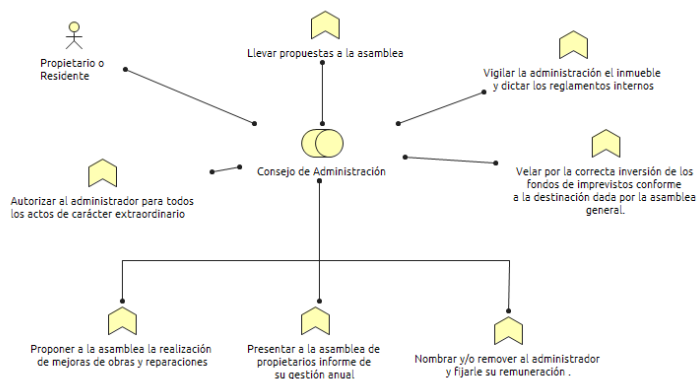 Llevar propuestas a la asamblea
Propietario o
Residente
Vigilar la administración el inmueble
y dictar los reglamentos internos
Consejo de Administración
Autorizar al administrador para todos
los actos de carácter extraordinario
Velar por la correcta inversión de los
fondos de imprevistos conforme
a la destinación dada por la asamblea
general.
Proponer a la asamblea la realización
de mejoras de obras y reparaciones
Presentar a la asamblea de
propietarios informe de
su gestión anual
Nombrar y/o remover al administrador
y fijarle su remuneración .